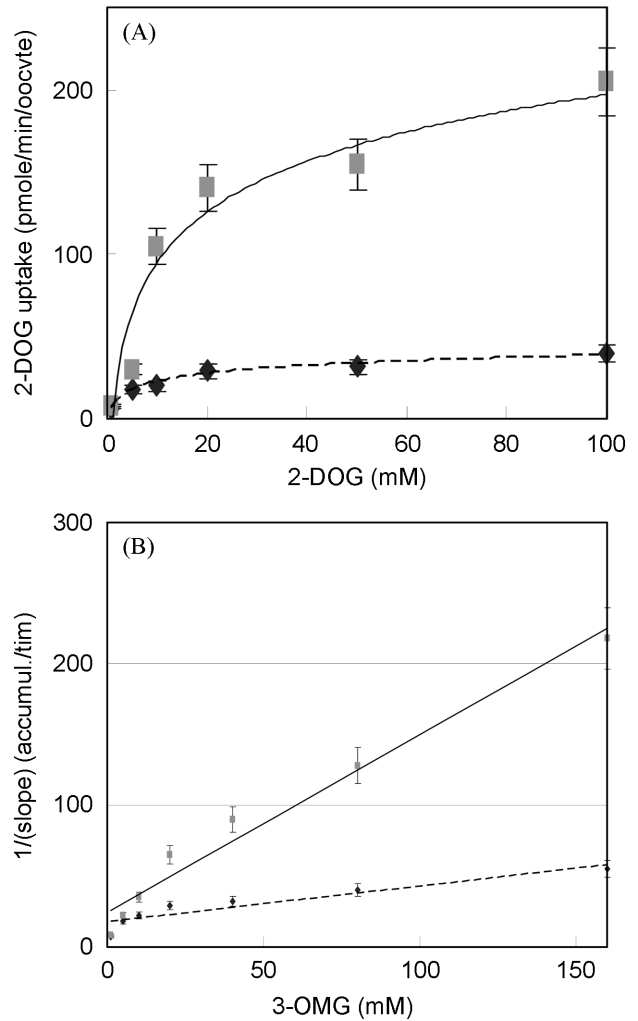 (A)
2-DOG uptake (pmole/min/oocvte)
200
100
0
0 20 40 60 80 100
2-DOG (mM)
(B)
1/(slope) (accumul./tim)
300
200
100
0
0 50 100 150
3-OMG (mM)